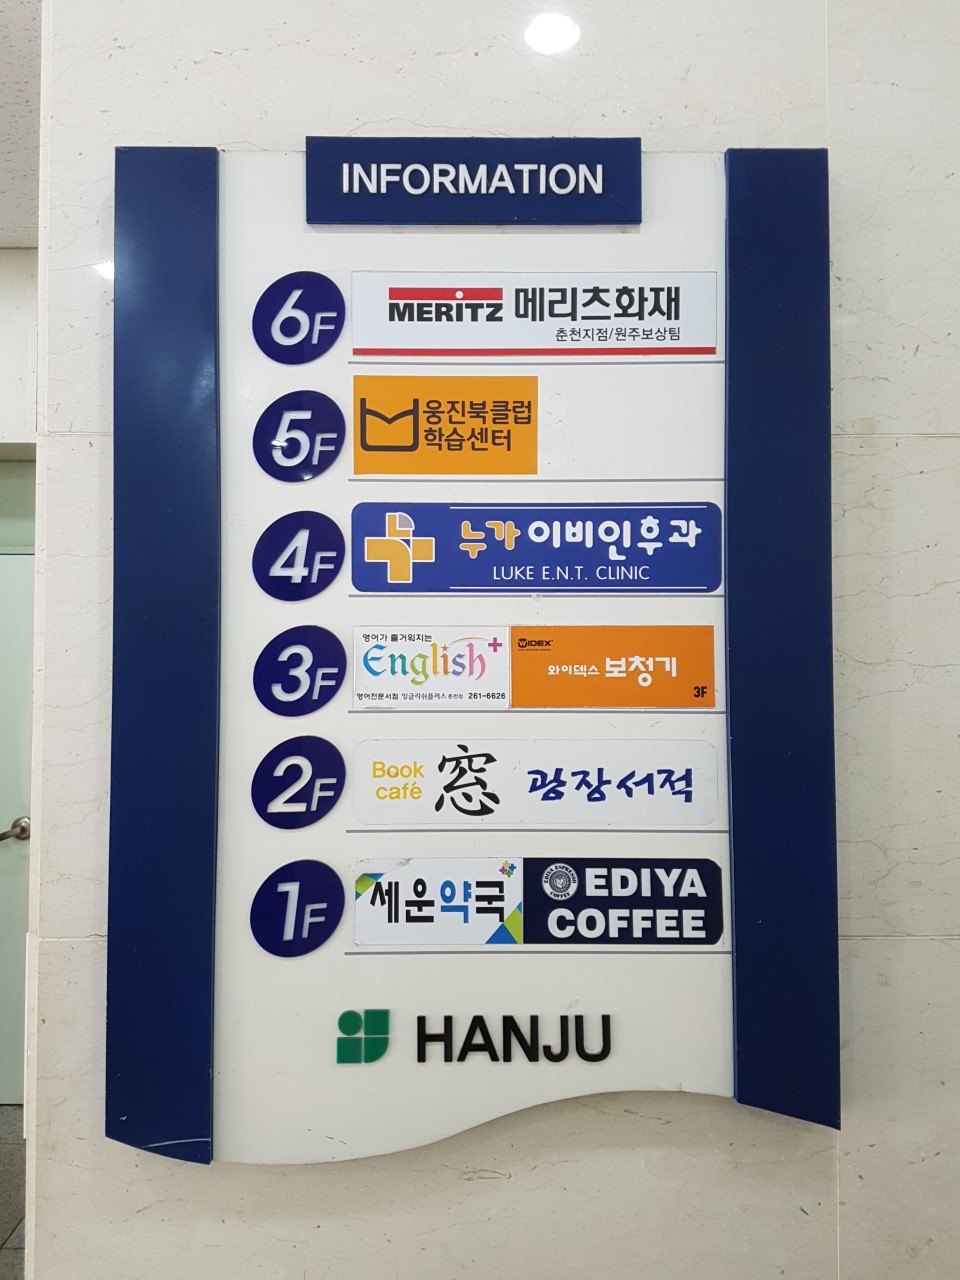 INFORMATION
6F
MERITZ 메리츠화재
춘천지점/원주보상팀
5F
웅진북클럽
학습센터
4F
누가 이비인후과
LUKE E.N.T. CLINIC
3F
영어가 즐거워지는
English+
영어전문서점 잉글리쉬플러스 춘천점 261-6626
WIDEX
와이덱스 보청기
3F
2F
Book
café
窓 광장서적
1F
세운약국
EDIYA ESPRESSO
COFFEE
EDIYA
COFFEE
HANJU